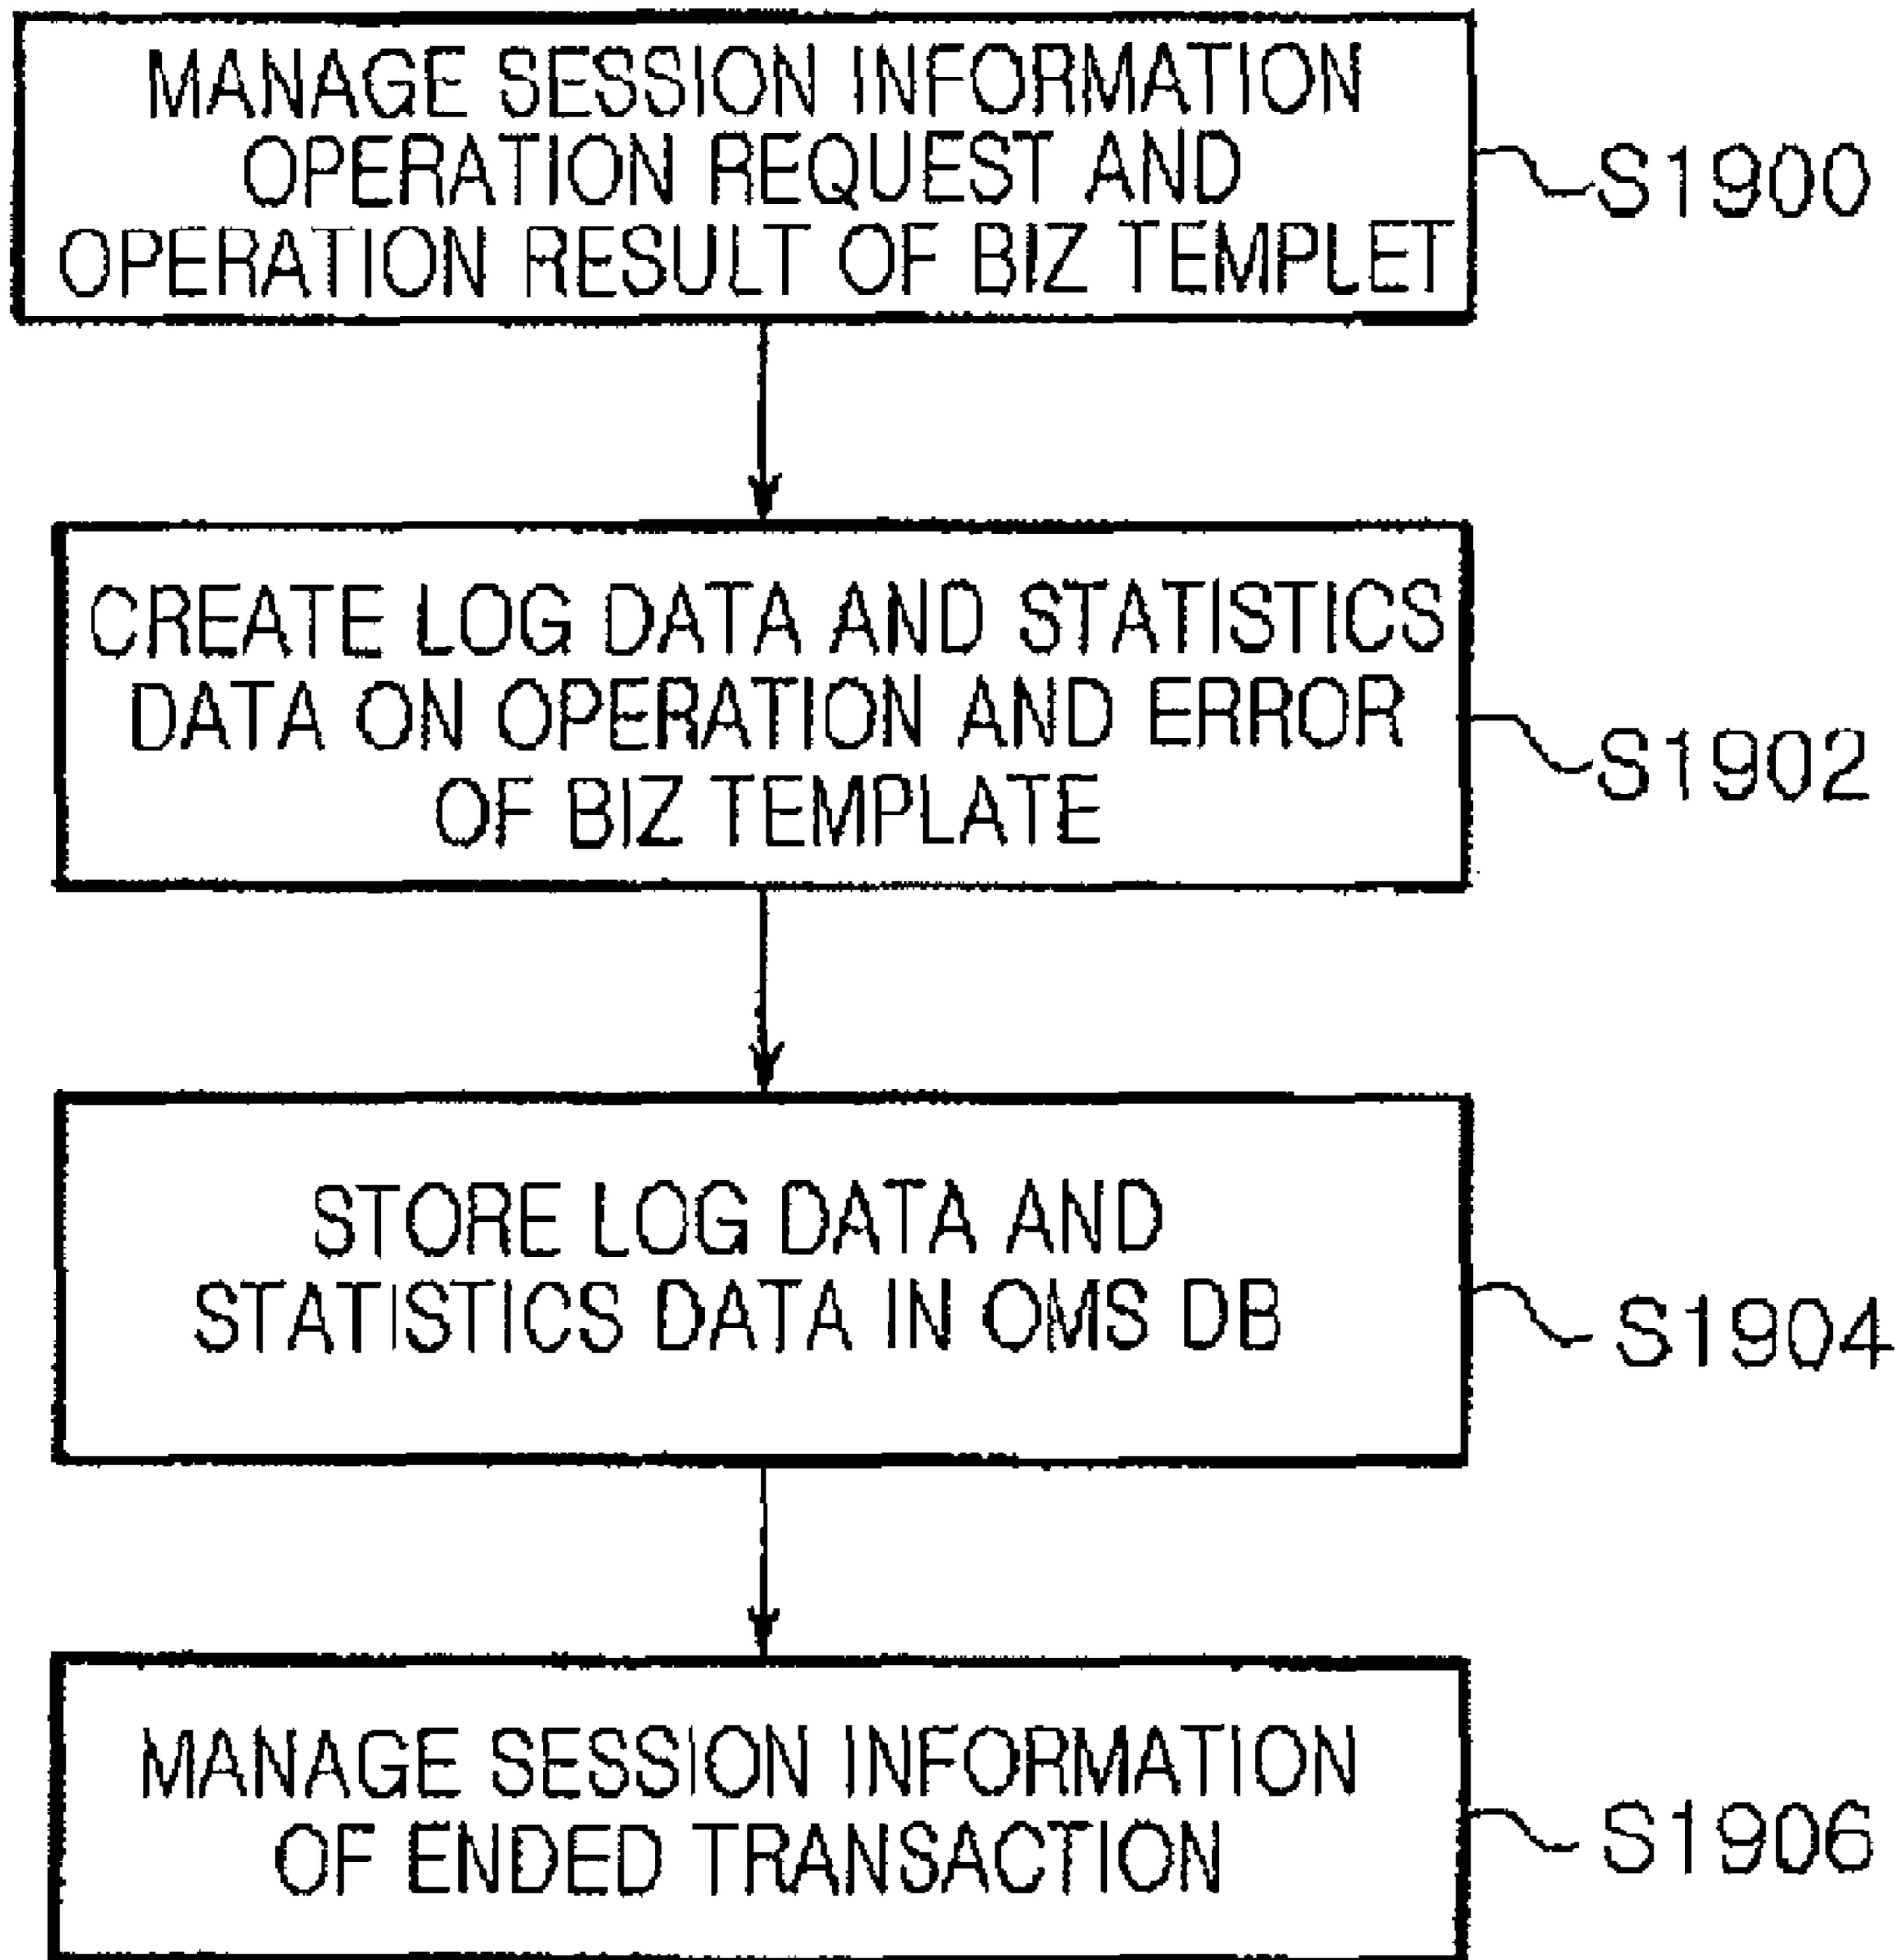 MANAGE SESSION INFORMATION
OPERATION REQUEST AND
OPERATION RESULT OF BIZ TEMPLET
S1900
CREATE LOG DATA AND STATISTICS
DATA ON OPERATION AND ERROR
OF BIZ TEMPLATE
S1902
STORE LOG DATA AND
STATISTICS DATA IN OMS DB
S1904
MANAGE SESSION INFORMATION
OF ENDED TRANSACTION
S1906